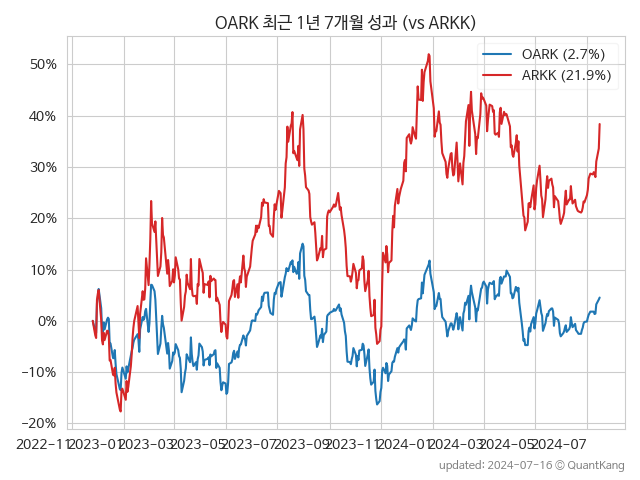 OARK 최근 1년 7개월 성과 (vs ARKK)
OARK (2.7%)
ARKK (21.9%)
50%
40%
30%
20%
10%
0%
−10%
−20%
2022-11 2023-01 2023-03 2023-05 2023-07 2023-09 2023-11 2024-01 2024-03 2024-05 2024-07
updated: 2024-07-16 © QuantKang